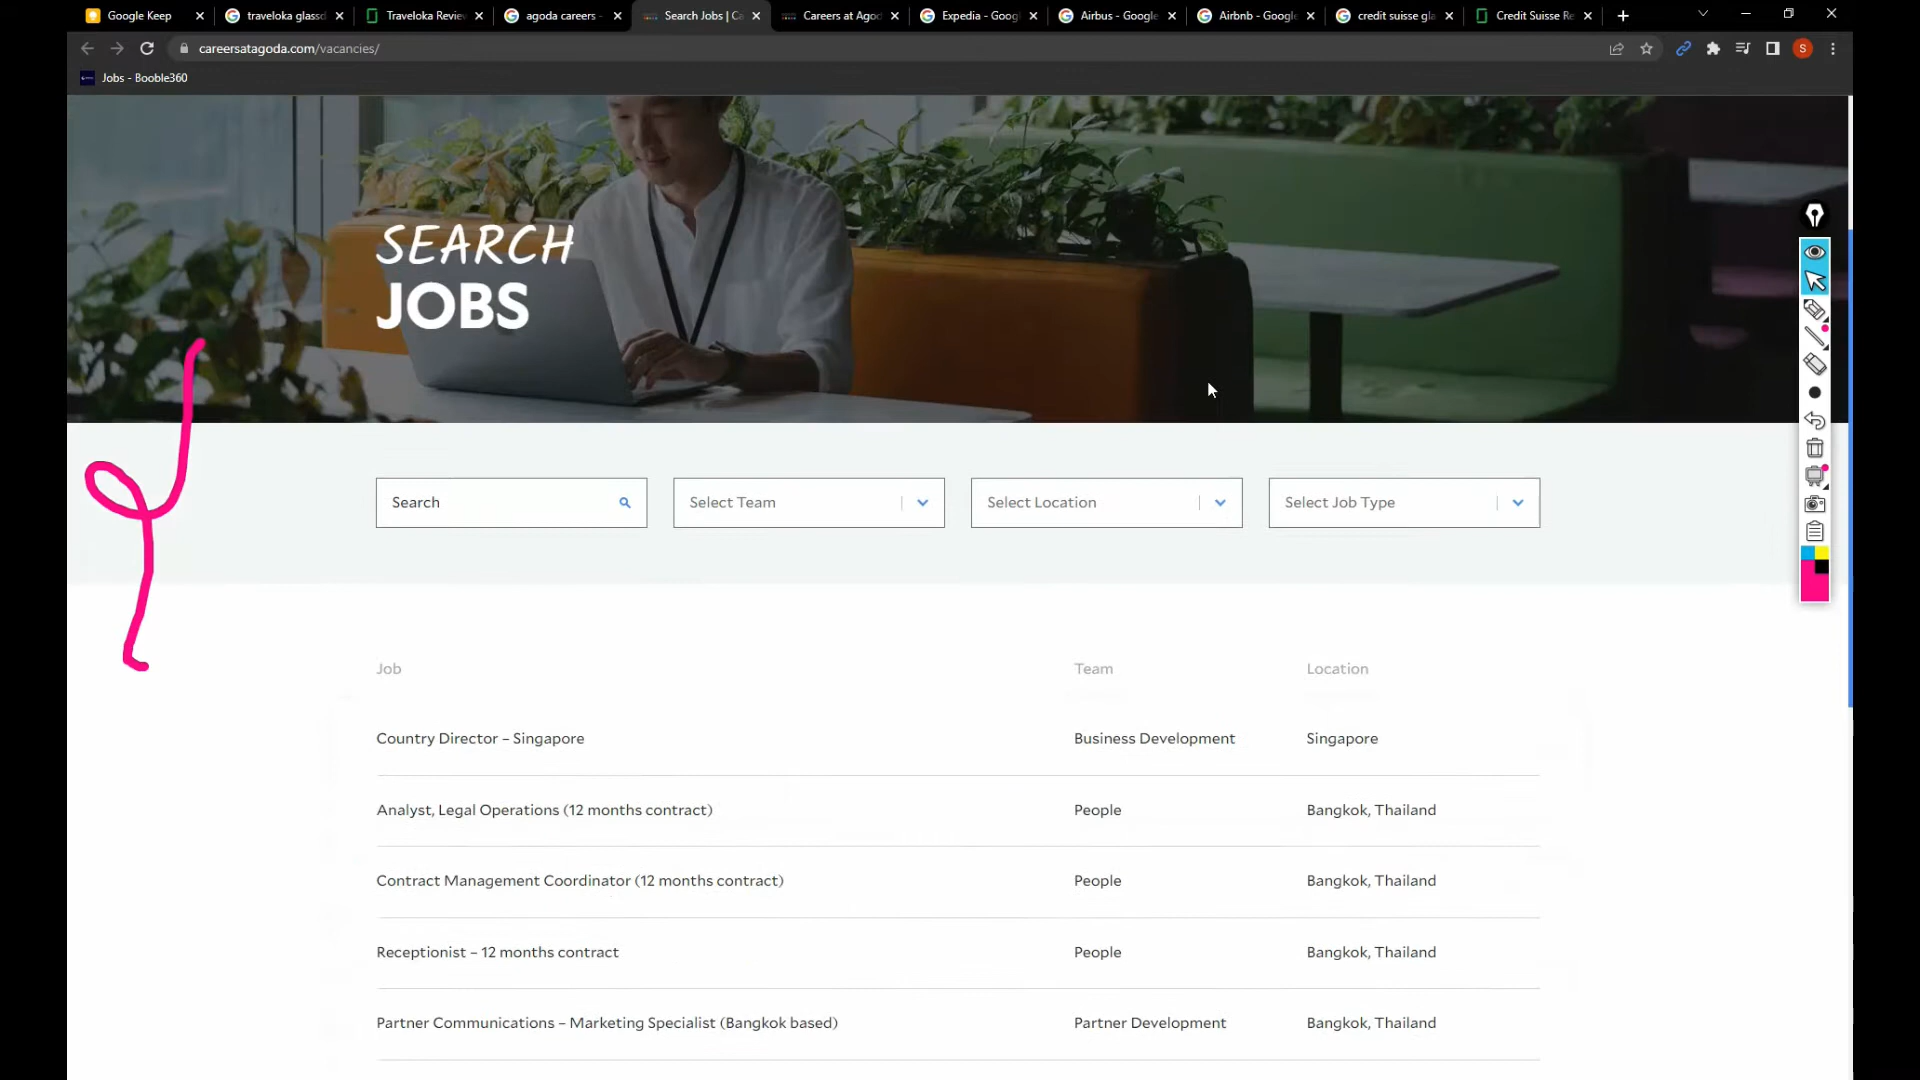 Google Keep
traveloka glassd
Traveloka Review
agoda careers -
Search Jobs | Ca
Careers at Agod
Expedia - Goog
Airbus - Google
Airbnb - Google
credit suisse gla
Credit Suisse Re
careersatagoda.com/vacancies/
S
Jobs - Booble360
SEARCH
JOBS
Search
Select Team
Select Location
Select Job Type
Job Team Location
Country Director – Singapore Business Development Singapore
Analyst, Legal Operations (12 months contract) People Bangkok, Thailand
Contract Management Coordinator (12 months contract) People Bangkok, Thailand
Receptionist – 12 months contract People Bangkok, Thailand
Partner Communications – Marketing Specialist (Bangkok based) Partner Development Bangkok, Thailand